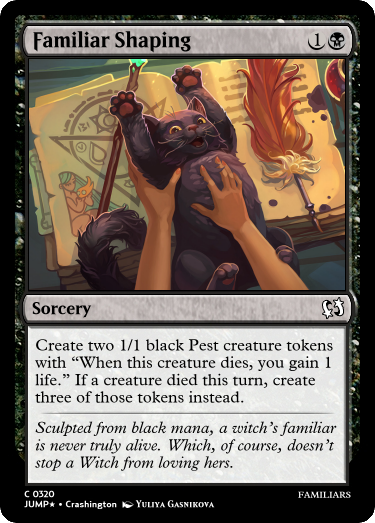 Familiar Shaping 1
Sorcery
Create two 1/1 black Pest creature tokens
with “When this creature dies, you gain 1
life.” If a creature died this turn, create
three of those tokens instead.
Sculpted from black mana, a witch’s familiar
is never truly alive. Which, of course, doesn’t
stop a Witch from loving hers.
C 0320
JUMP★ • Crashington Yuliya Gasnikova
FAMILIARS